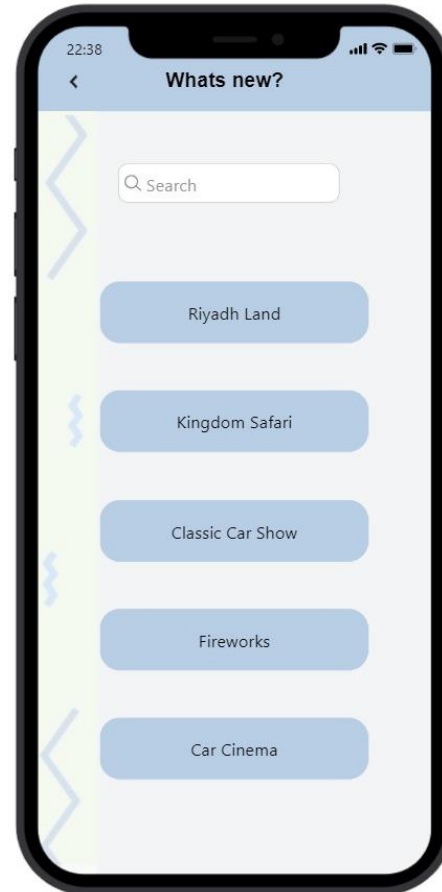 22:38
Whats new?
Search
Riyadh Land
Kingdom Safari
Classic Car Show
Fireworks
Car Cinema